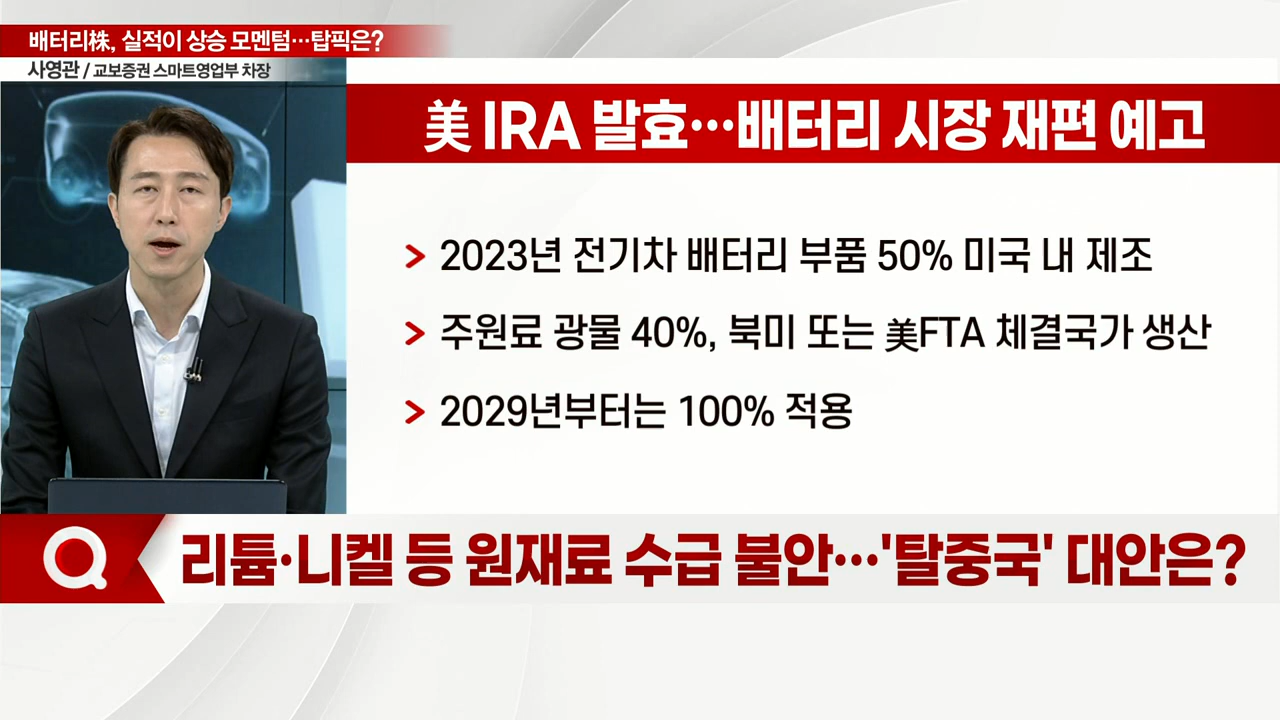 배터리株, 실적이 상승 모멘텀…탑픽은?
사영관 / 교보증권 스마트영업부 차장
美 IRA 발효…배터리 시장 재편 예고
> 2023년 전기차 배터리 부품 50% 미국 내 제조
> 주원료 광물 40%, 북미 또는 美FTA 체결국가 생산
> 2029년부터는 100% 적용
Q 리튬·니켈 등 원재료 수급 불안…'탈중국' 대안은?